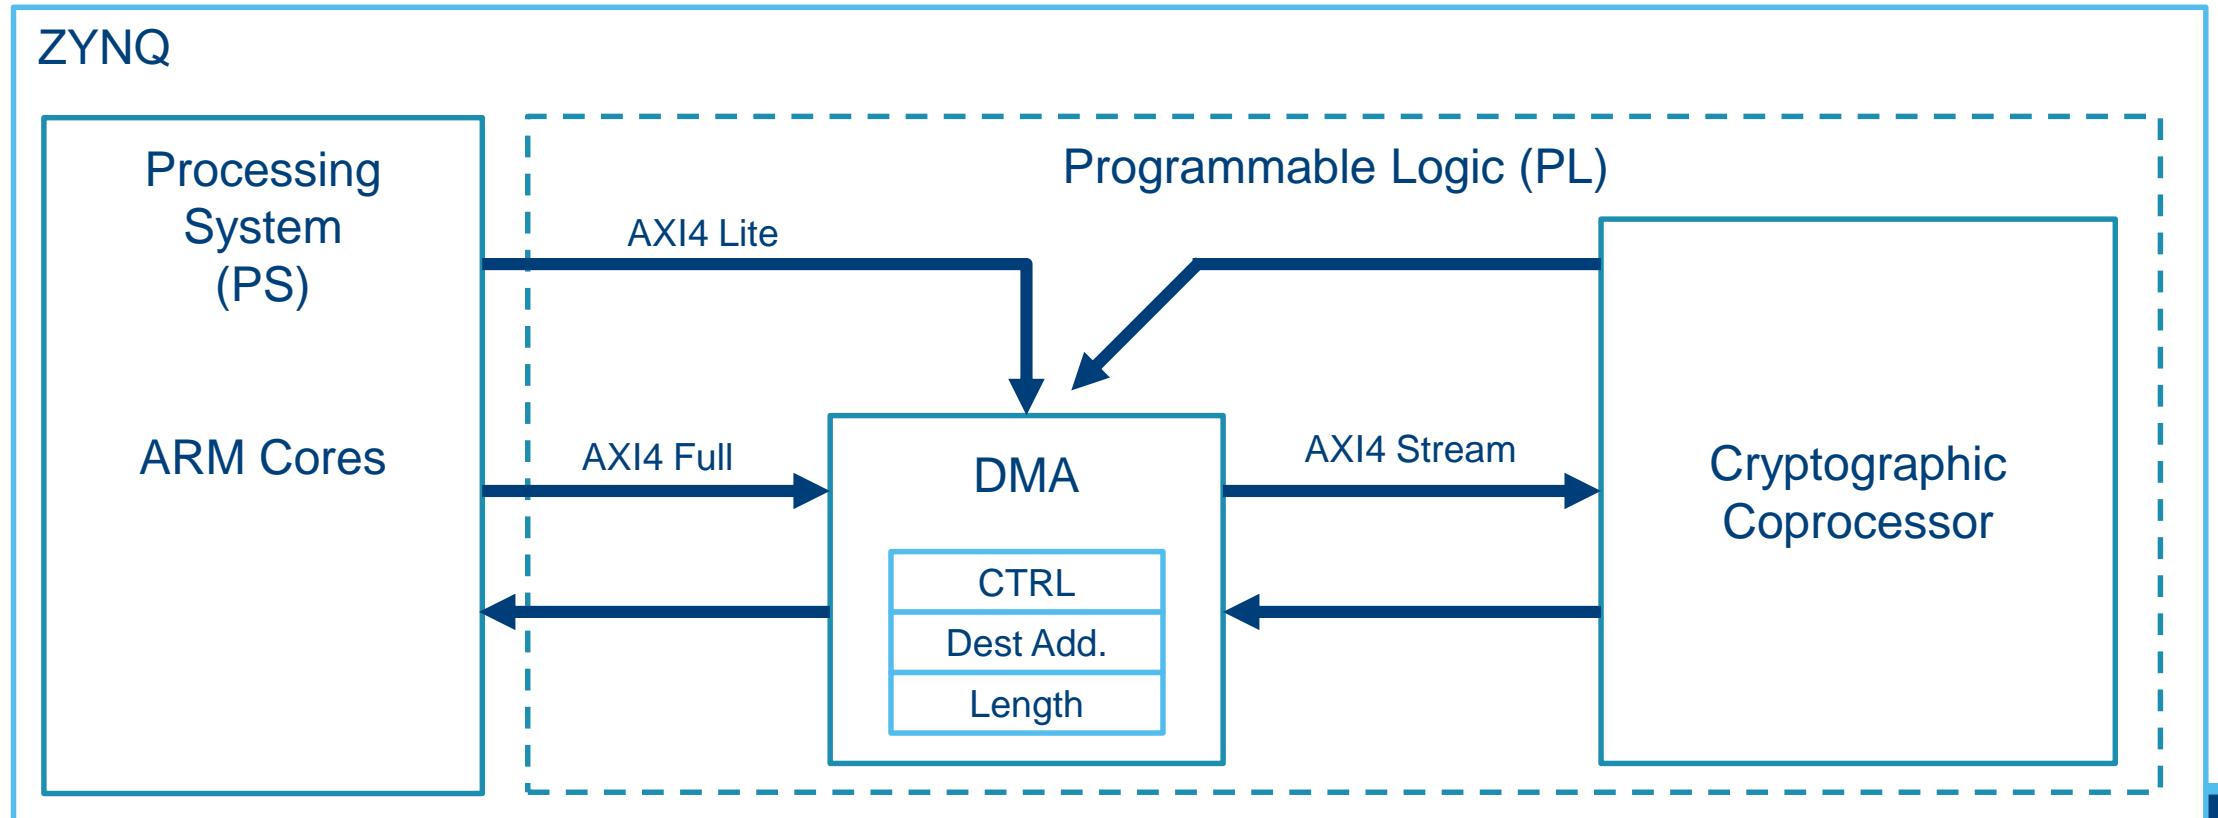 ZYNQ
Processing
System
(PS)
ARM Cores
Programmable Logic (PL)
AXI4 Lite
AXI4 Full
DMA
CTRL
Dest Add.
Length
AXI4 Stream
Cryptographic
Coprocessor